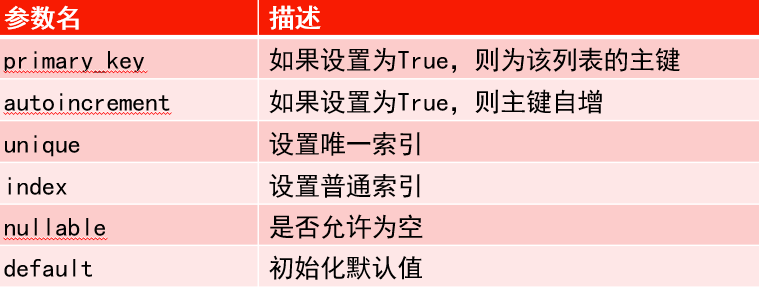 参数名 描述
primary_key 如果设置为True，则为该列表的主键
autoincrement 如果设置为True，则主键自增
unique 设置唯一索引
index 设置普通索引
nullable 是否允许为空
default 初始化默认值